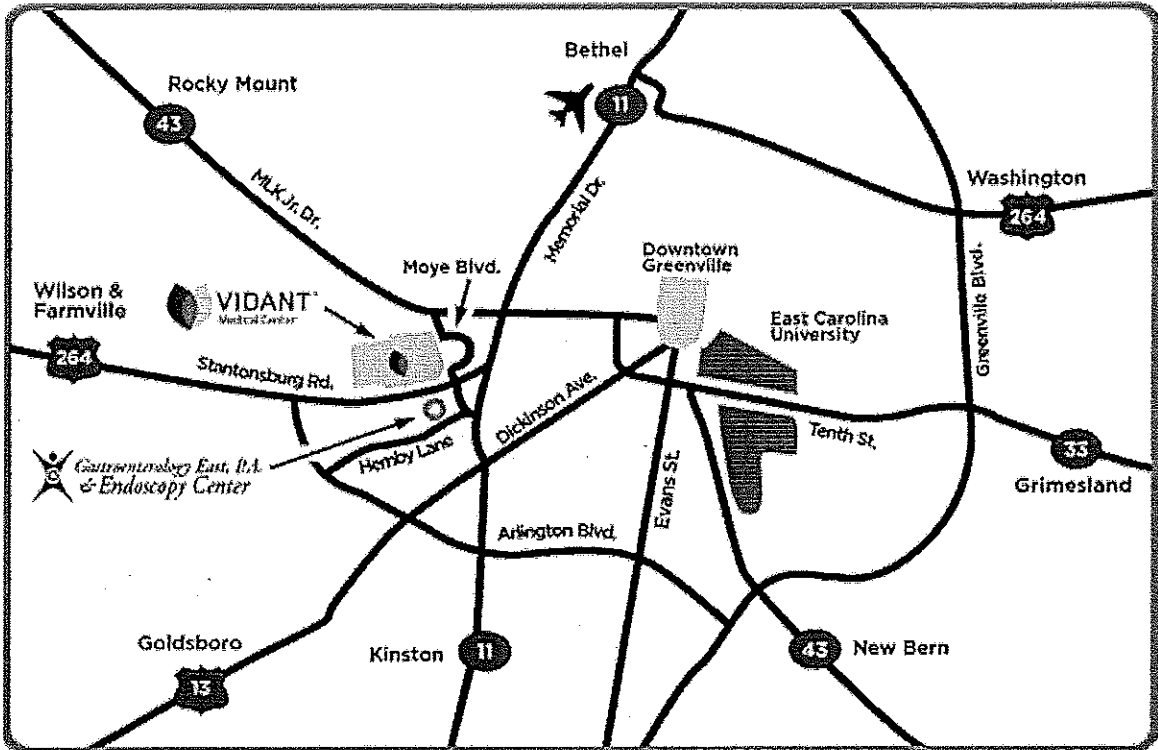 Bethel
11
Rocky Mount
43
MLK Jr. Dr.
Memorial Dr.
Washington
264
Downtown
Greenville
Moye Blvd.
Greenville Blvd.
Wilson &
Farmville
264
VIDANT
Medical Center
East Carolina
University
Stantonsburg Rd.
Dickinson Ave.
Tenth St.
33
Grimesland
Hemby Lane
Gastroenterology East, P.A.
& Endoscopy Center
Evans St.
Arlington Blvd.
Goldsboro
13
Kinston
11
43
New Bern